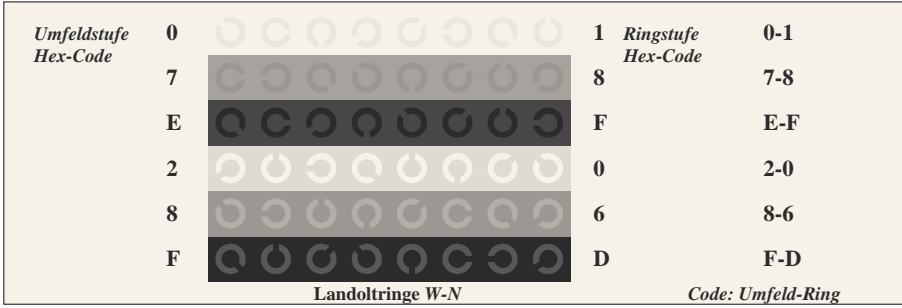 Umfeldstufe 0 1 Ringstufe 0-1
Hex-Code Hex-Code
7 8 7-8
E F E-F
2 0 2-0
8 6 8-6
F D F-D
Landoltringe W-N Code: Umfeld-Ring